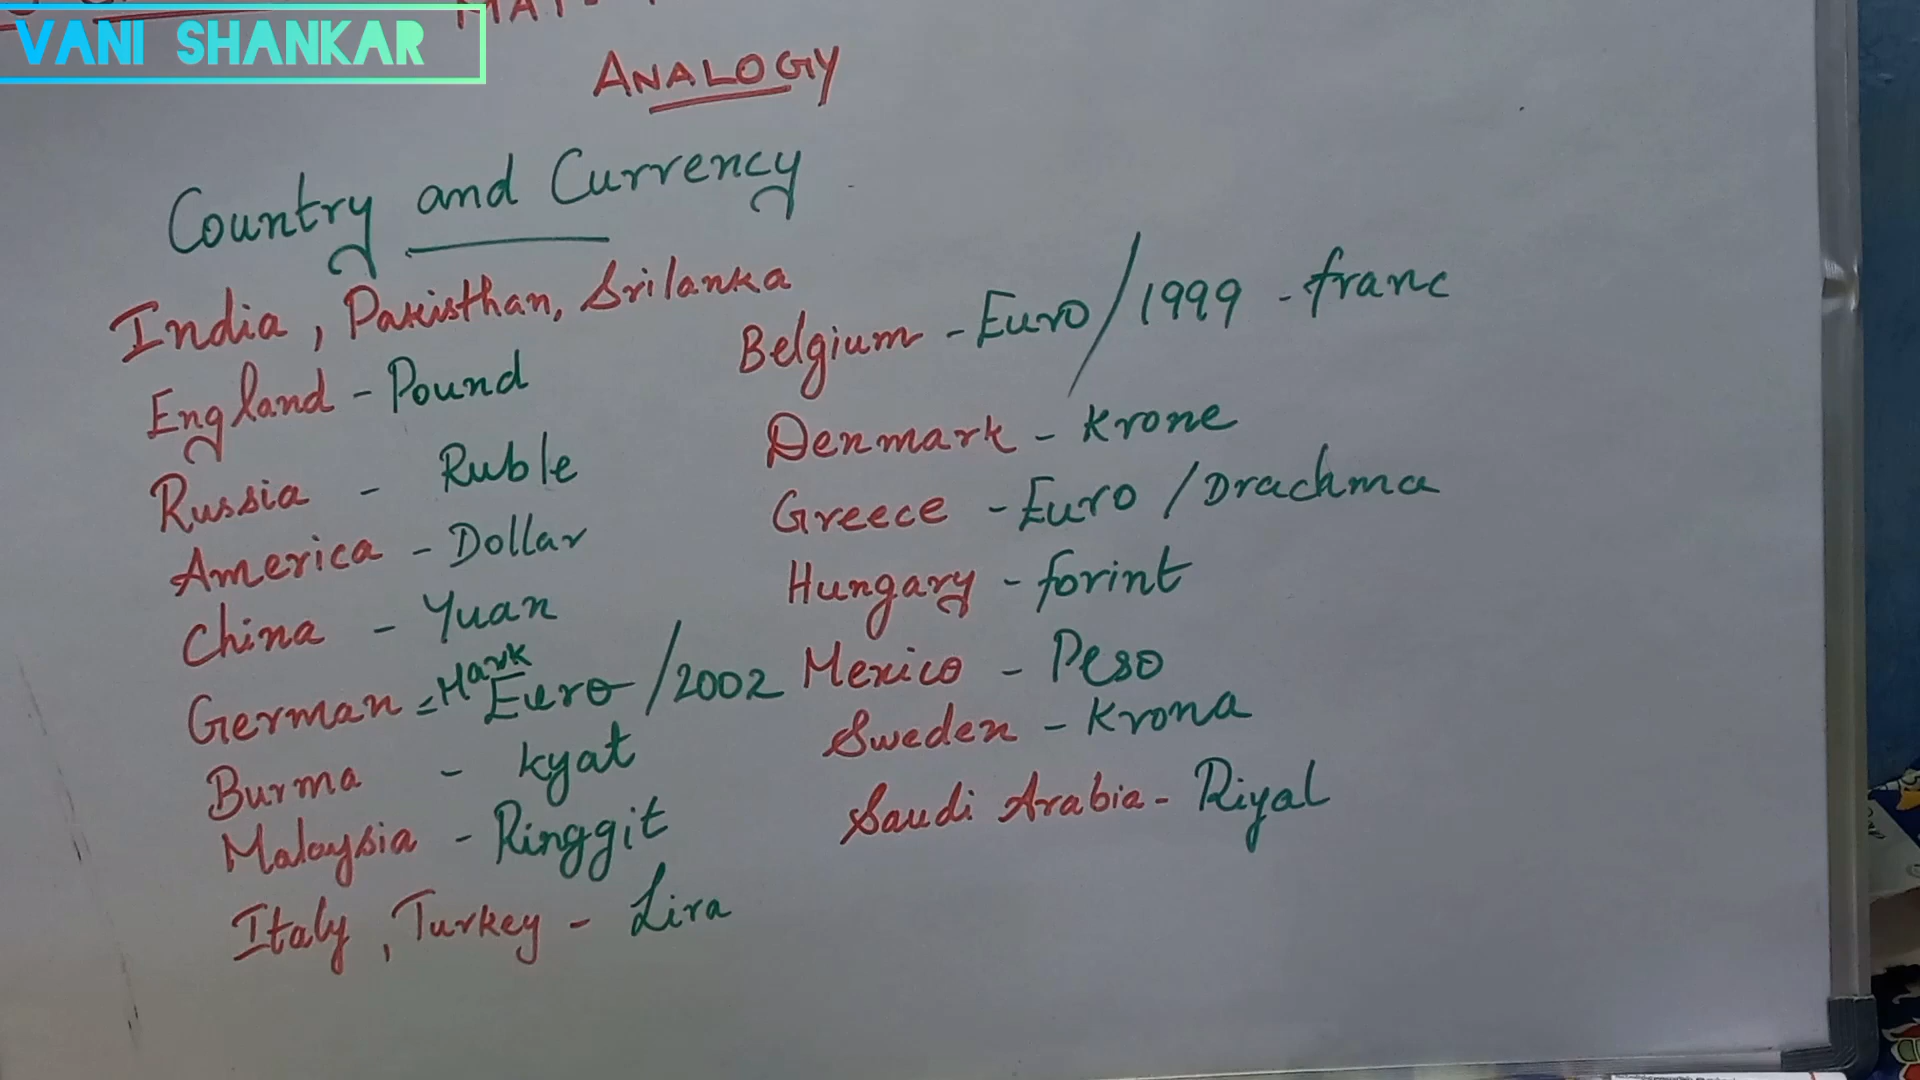 VANI SHANKAR
ANALOGY
Country and Currency
India, Pakisthan, Srilanka
England - Pound
Russia - Ruble
America - Dollar
China - Yuan
German = Mark Euro / 2002
Burma - Kyat
Malaysia - Ringgit
Italy, Turkey - Lira
Belgium - Euro / 1999 - franc
Denmark - Krone
Greece - Euro / Drachma
Hungary - forint
Mexico - Peso
Sweden - Krona
Saudi Arabia - Riyal